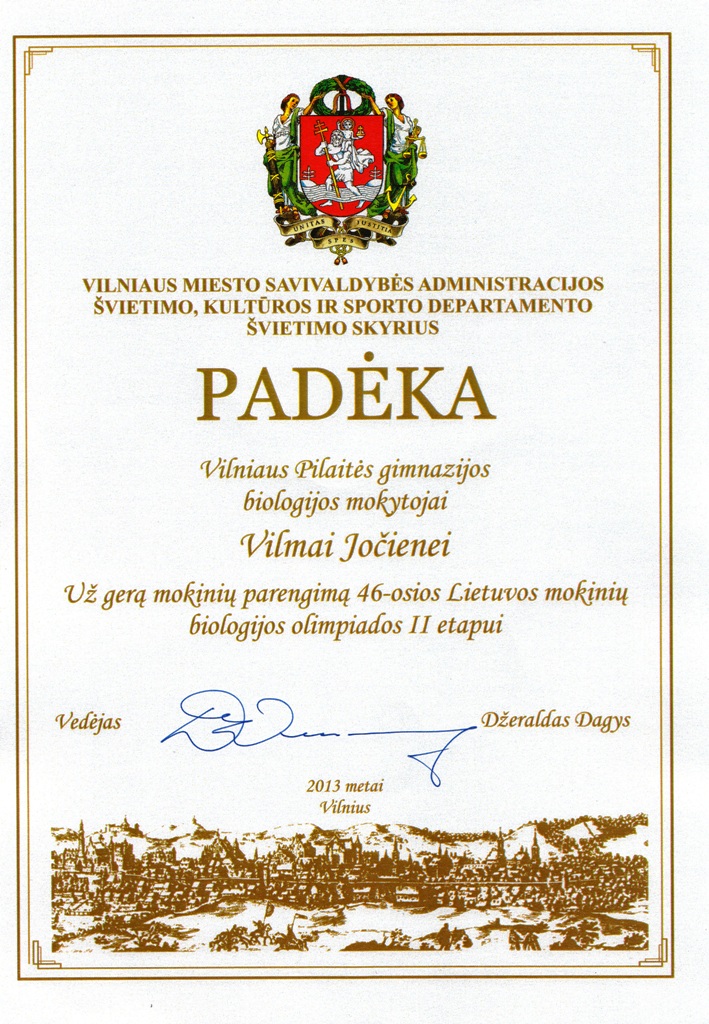 UNITAS JUSTITIA
SPES
VILNIAUS MIESTO SAVIVALDYBĖS ADMINISTRACIJOS
ŠVIETIMO, KULTŪROS IR SPORTO DEPARTAMENTO
ŠVIETIMO SKYRIUS
PADĖKA
Vilniaus Pilaitės gimnazijos
biologijos mokytojai
Vilmai Jočienei
Už gerą mokinių parengimą 46-osios Lietuvos mokinių
biologijos olimpiados II etapui
Vedėjas Džeraldas Dagys
2013 metai
Vilnius